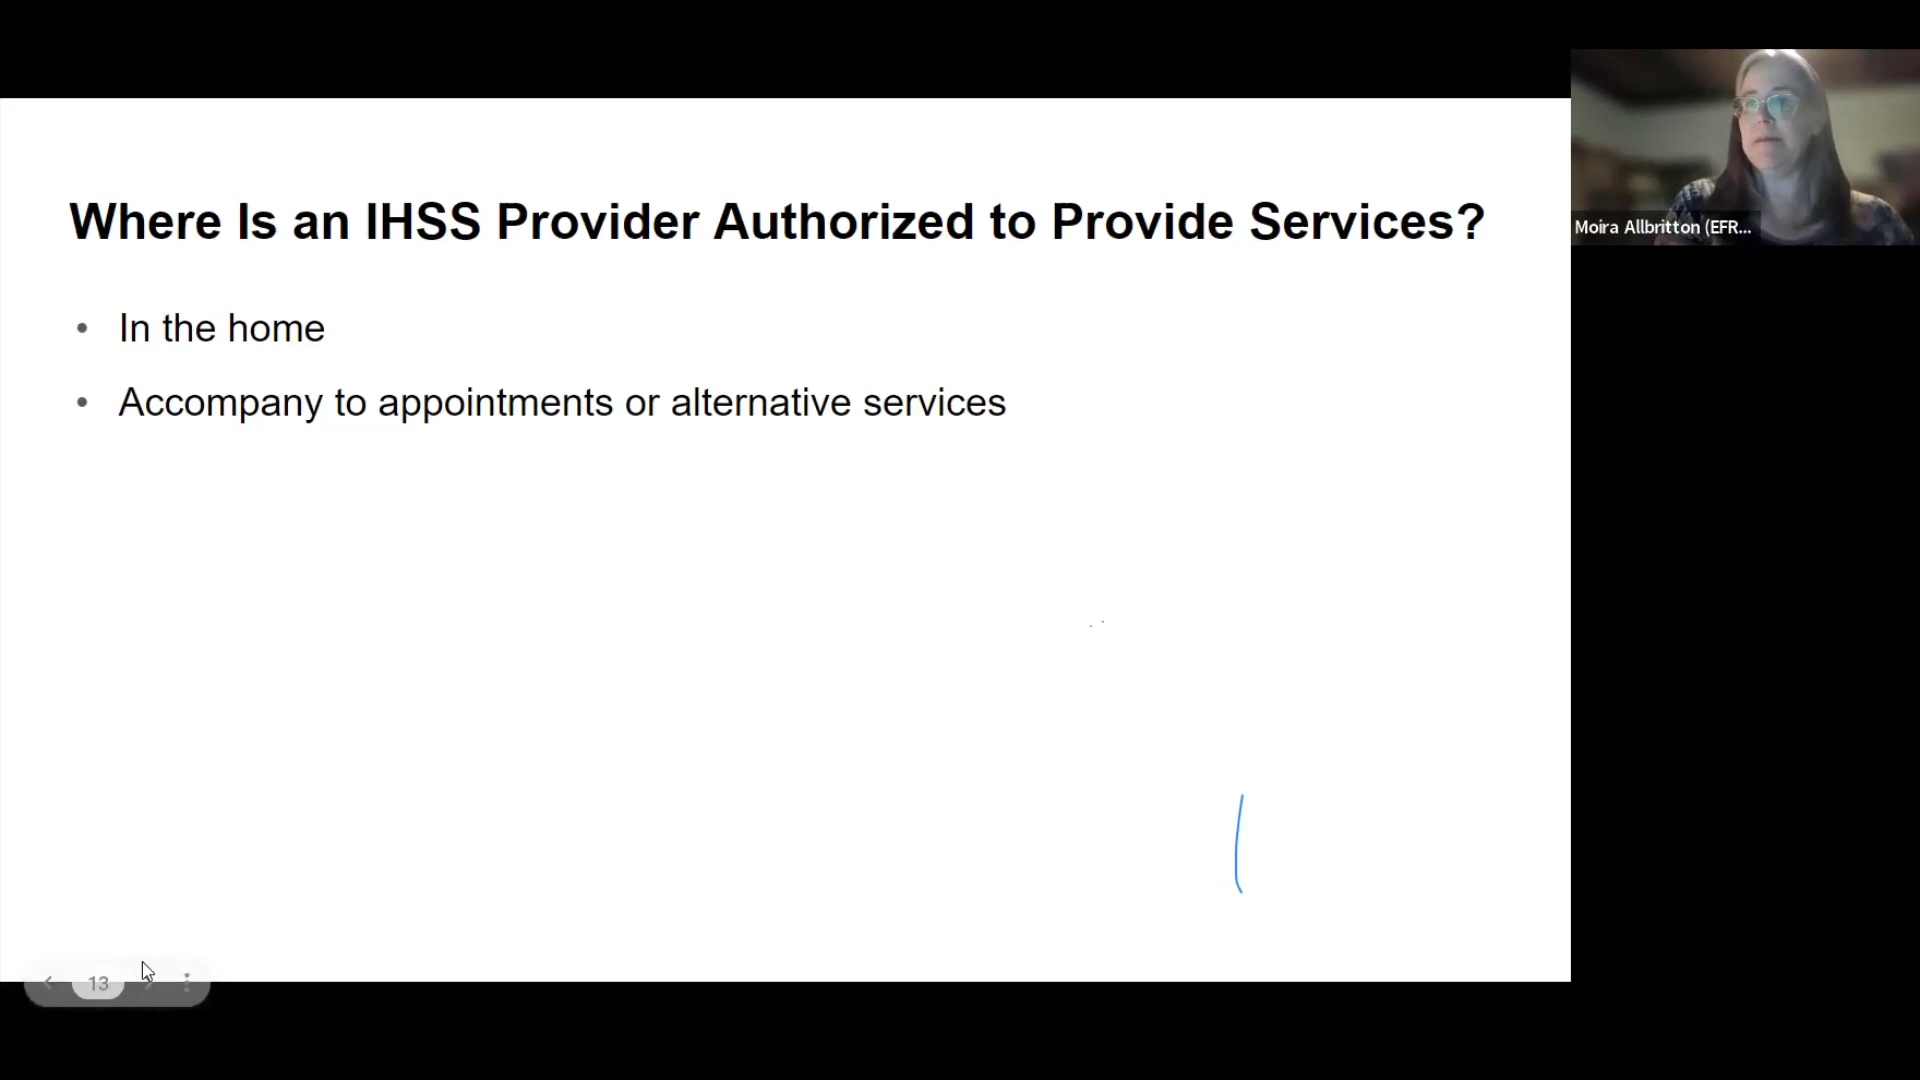 Where Is an IHSS Provider Authorized to Provide Services?
• In the home
• Accompany to appointments or alternative services
Moira Allbritton (EFR...
13